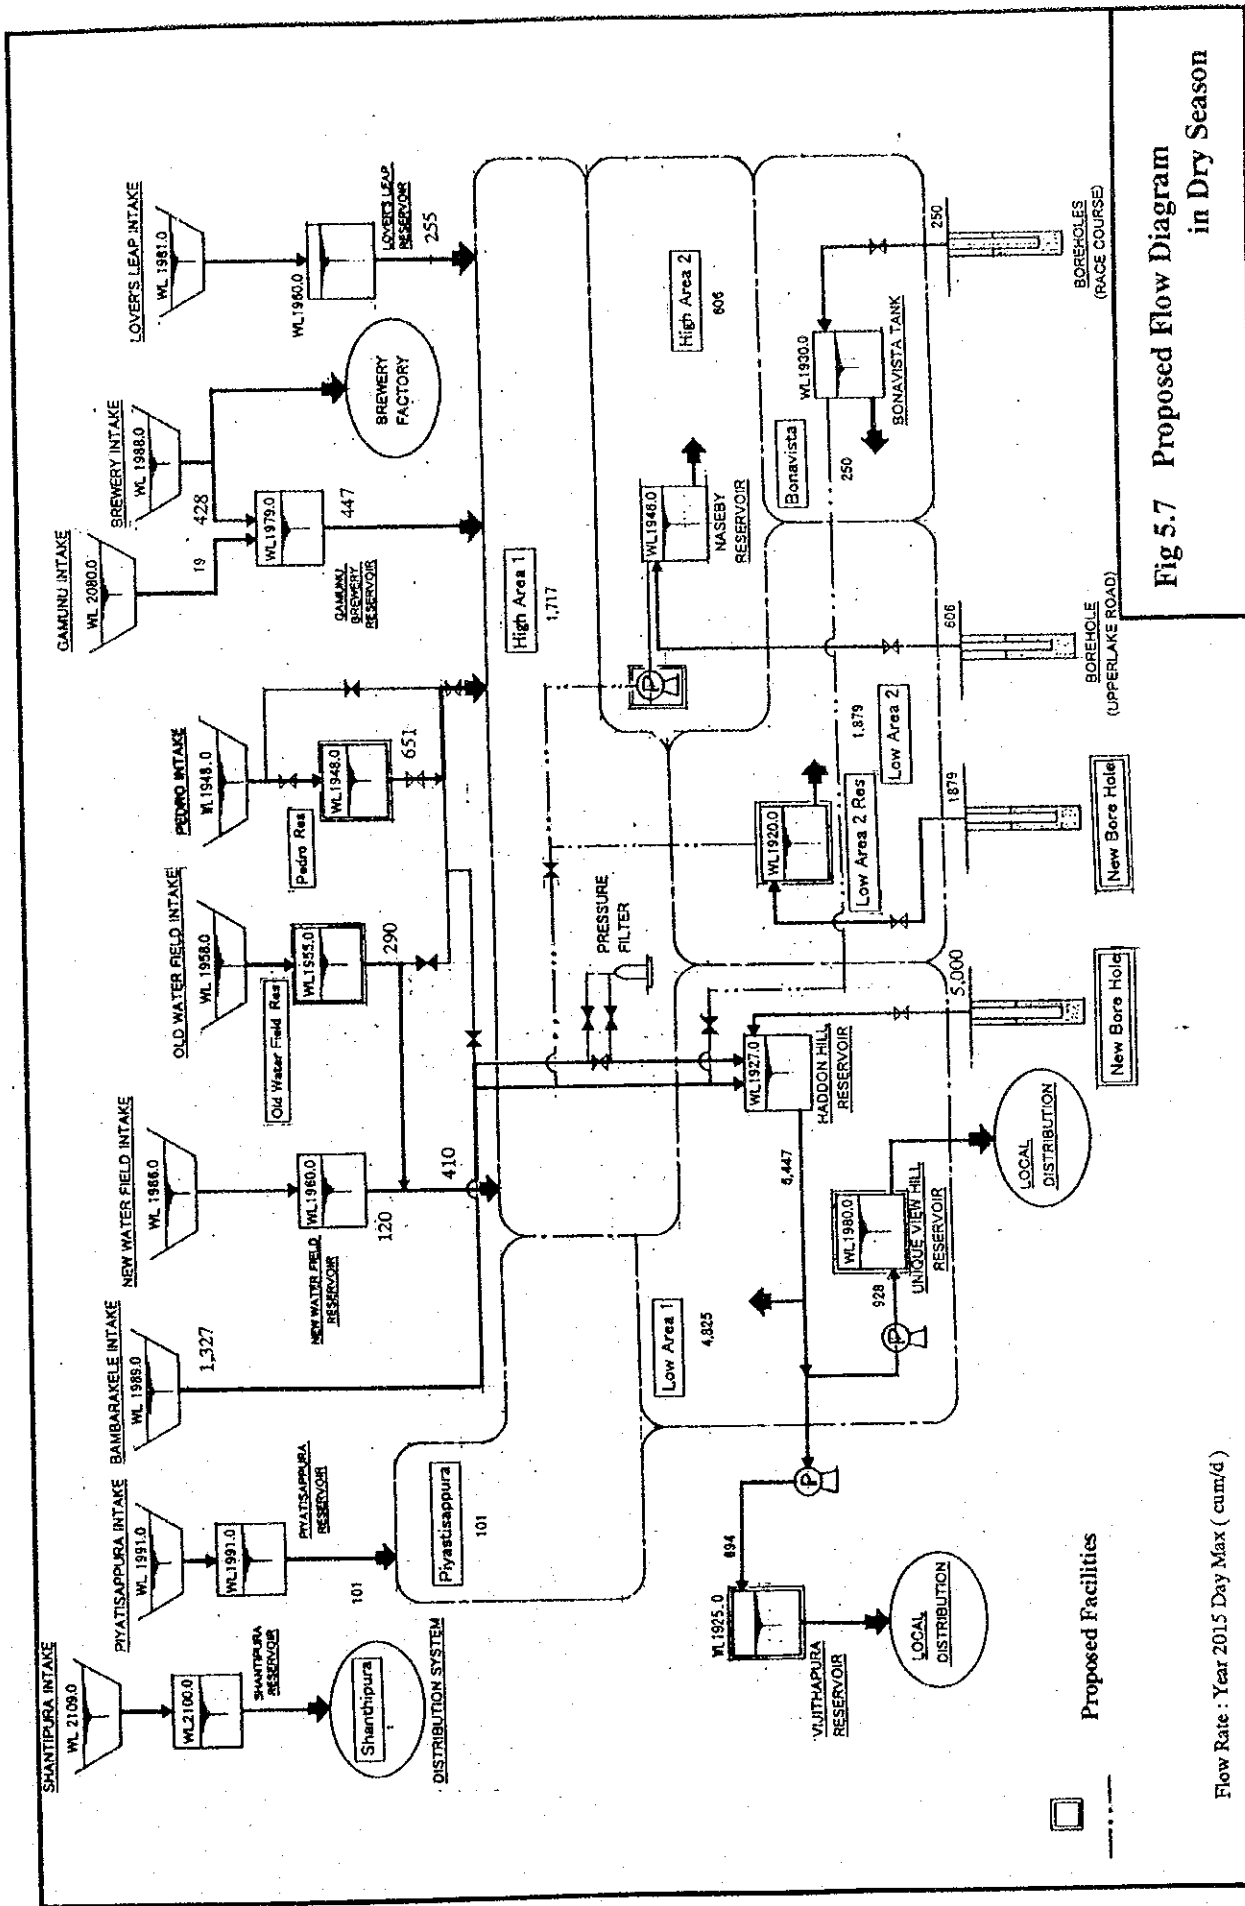 SHANTIPURA INTAKE
WL 2109.0
WL2100.0
SHANTIPURA
RESERVOIR
Shanthipura
DISTRIBUTION SYSTEM
PIYATISAPPURA INTAKE
WL 1991.0
WL1991.0
PIYATISAPPURA
RESERVOIR
101
Piyastisappura
101
BAMBARAKELE INTAKE
WL 1989.0
1,327
NEW WATER FIELD INTAKE
WL 1986.0
WL1960.0
NEW WATER FIELD
RESERVOIR
120
410
OLD WATER FIELD INTAKE
WL 1958.0
Old Water Field Res
WL1955.0
290
PEDRO INTAKE
WL1948.0
Pedro Res
WL1948.0
651
GAMUNU INTAKE
WL 2080.0
19
BREWERY INTAKE
WL 1988.0
428
WL1979.0
GAMUNU
BREWERY
RESERVOIR
447
BREWERY
FACTORY
LOVER'S LEAP INTAKE
WL 1981.0
WL1960.0
LOVER'S LEAP
RESERVOIR
255
High Area 1
1,717
High Area 2
606
P
WL1946.0
NASEBY
RESERVOIR
PRESSURE
FILTER
Low Area 1
4,825
WL1927.0
HADDON HILL
RESERVOIR
WL1920.0
Low Area 2 Res
1,879
Low Area 2
Bonavista
250
WL1930.0
BONAVISTA TANK
694
P
WL1925.0
VIJITHAPURA
RESERVOIR
LOCAL
DISTRIBUTION
928
P
WL1980.0
UNIQUE VIEW HILL
RESERVOIR
LOCAL
DISTRIBUTION
5,000
New Bore Hole
1879
New Bore Hole
606
BOREHOLE
(UPPERLAKE ROAD)
250
BOREHOLES
(RACE COURSE)
Proposed Facilities
Flow Rate : Year 2015 Day Max ( cum/d )
Fig 5.7 Proposed Flow Diagram
in Dry Season